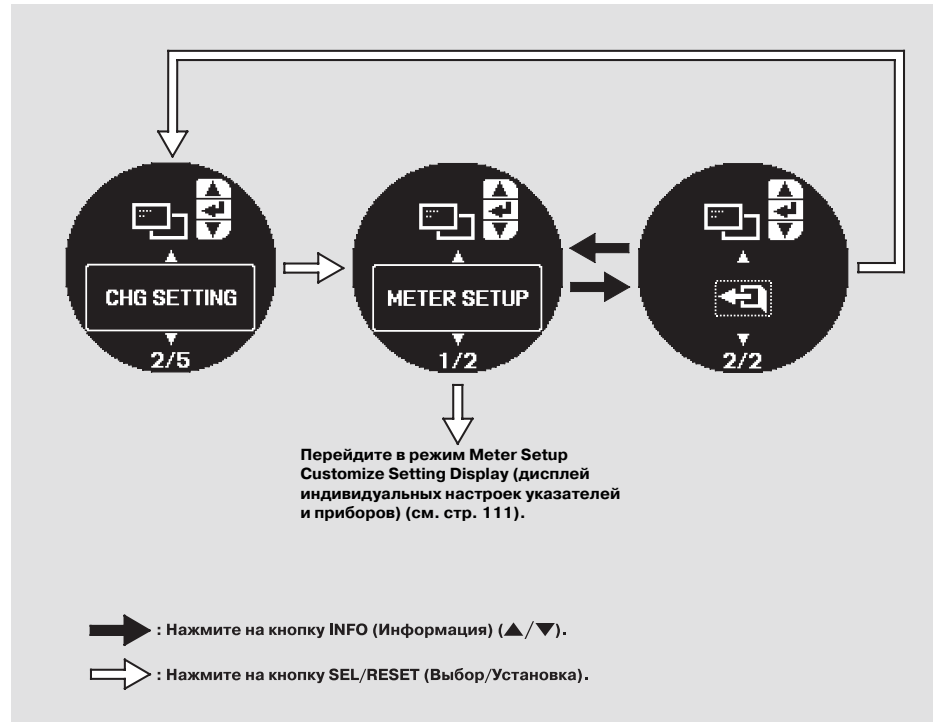 CHG SETTING
2/5
METER SETUP
1/2
2/2
Перейдите в режим Meter Setup
Customize Setting Display (дисплей
индивидуальных настроек указателей
и приборов) (см. стр. 111).
: Нажмите на кнопку INFO (Информация) (▲/▼).
: Нажмите на кнопку SEL/RESET (Выбор/Установка).